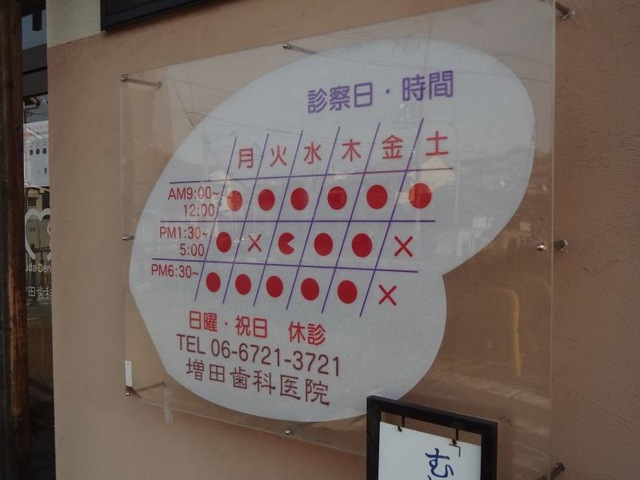 診察日・時間
月 火 水 木 金 土
AM9:00~
12:00 ● ● ● ● ● ●
PM1:30~
5:00 ● × ● ● ● ×
PM6:30~ ● ● ● ● ● ×
日曜・祝日 休診
TEL 06-6721-3721
増田歯科医院
「む